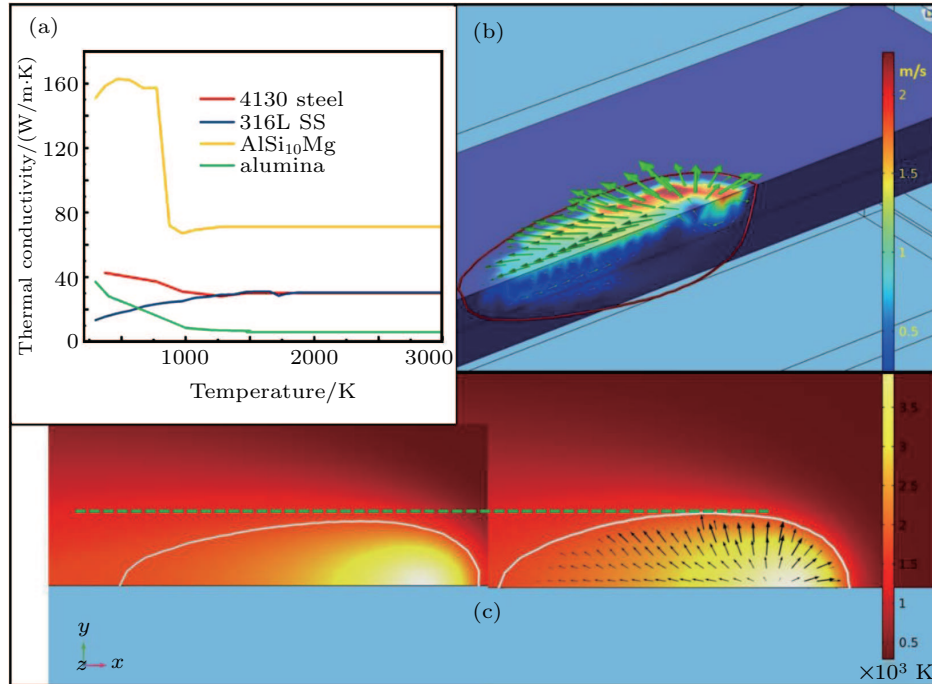 (a)
Thermal conductivity/(W/m·K)
160
120
80
40
0
4130 steel
316L SS
AlSi10Mg
alumina
1000
2000
3000
Temperature/K
(b)
m/s
2
1.5
1
0.5
3.5
3
2.5
2
1.5
1
0.5
×10³ K
(c)
y
z
x